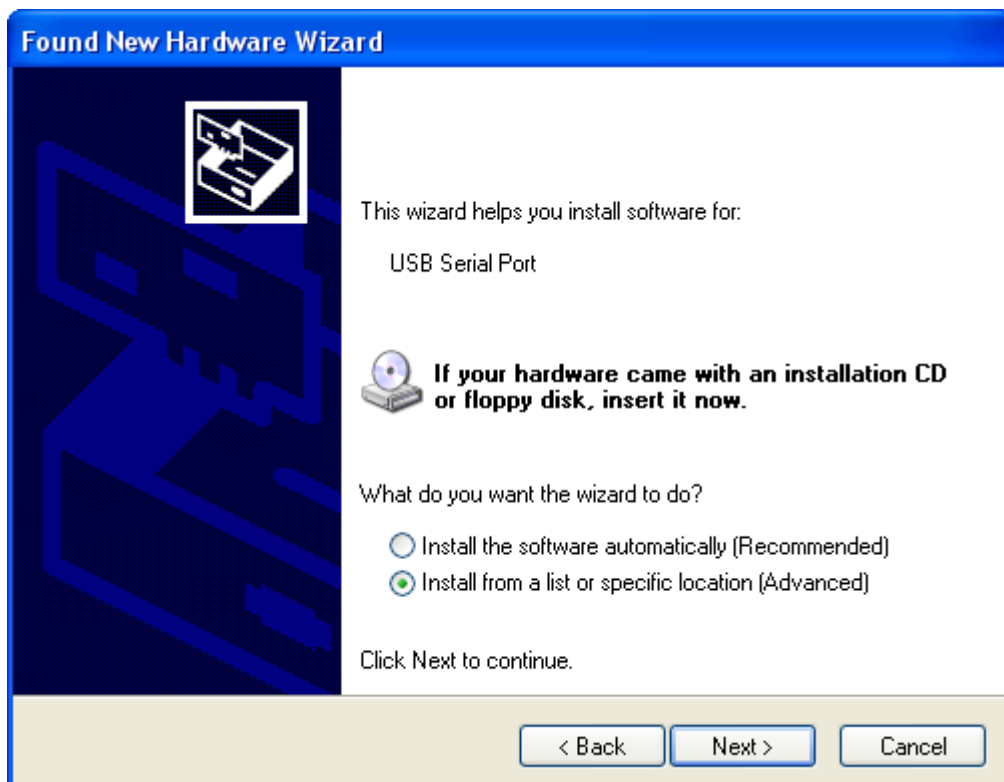 Found New Hardware Wizard
This wizard helps you install software for:
USB Serial Port
If your hardware came with an installation CD
or floppy disk, insert it now.
What do you want the wizard to do?
Install the software automatically (Recommended)
Install from a list or specific location (Advanced)
Click Next to continue.
< Back Next > Cancel